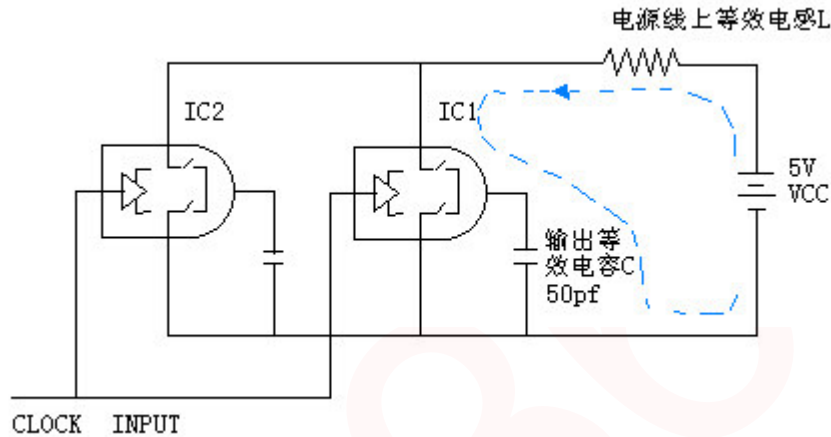 电源线上等效电感L
IC2
IC1
5V
VCC
输出等
效电容C
50pf
CLOCK INPUT